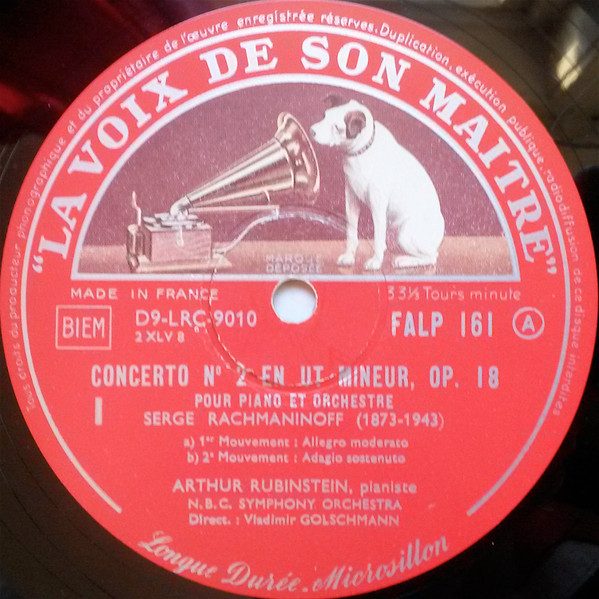 Tous droits du producteur phonographique et du propriétaire de l'œuvre enregistrée réservés. Duplication, exécution publique, radiodiffusion de ce disque interdites
"LA VOIX DE SON MAITRE"
MARQUE DÉPOSÉE
MADE IN FRANCE
33⅓ Tours minute
BIEM
D9-LRC-9010
2 XLV 8
FALP 161
A
CONCERTO Nº 2 EN UT MINEUR, OP. 18
POUR PIANO ET ORCHESTRE
I
SERGE RACHMANINOFF (1873-1943)
a) 1er Mouvement : Allegro moderato
b) 2e Mouvement : Adagio sostenuto
ARTHUR RUBINSTEIN, pianiste
N.B.C. SYMPHONY ORCHESTRA
Direct. : Vladimir GOLSCHMANN
Longue Durée. Microsillon